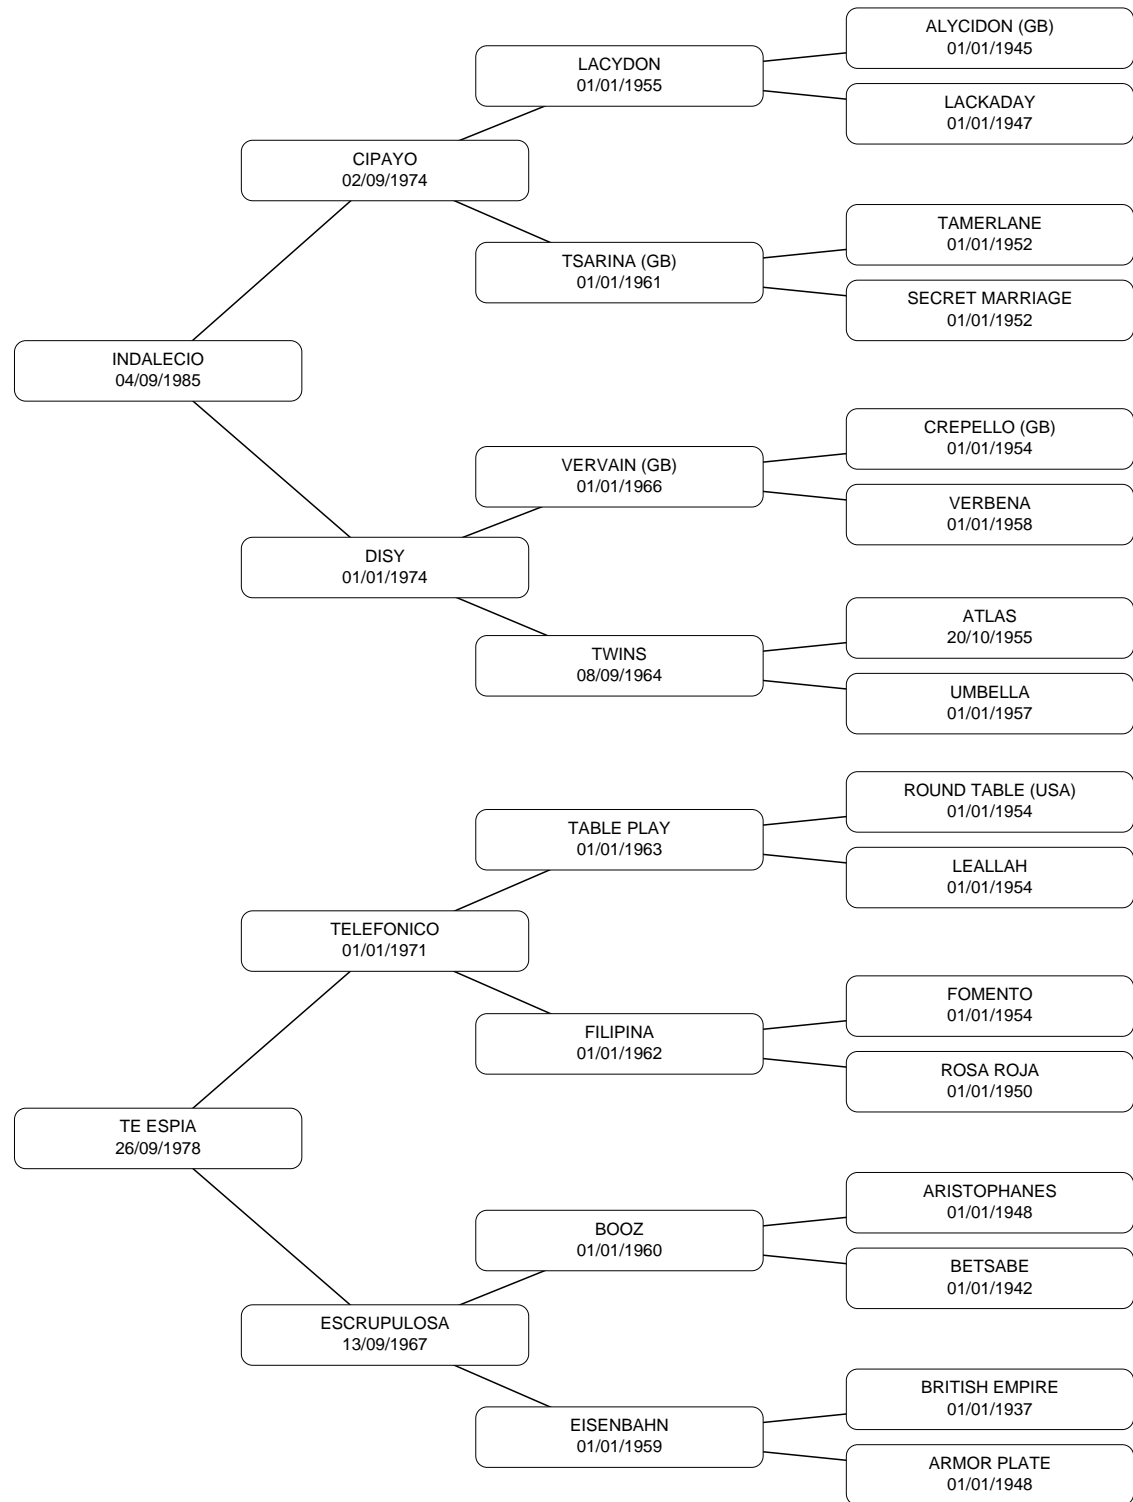 ALYCIDON (GB)
01/01/1945
LACYDON
01/01/1955
LACKADAY
01/01/1947
CIPAYO
02/09/1974
TAMERLANE
01/01/1952
TSARINA (GB)
01/01/1961
SECRET MARRIAGE
01/01/1952
INDALECIO
04/09/1985
CREPELLO (GB)
01/01/1954
VERVAIN (GB)
01/01/1966
VERBENA
01/01/1958
DISY
01/01/1974
ATLAS
20/10/1955
TWINS
08/09/1964
UMBELLA
01/01/1957
ROUND TABLE (USA)
01/01/1954
TABLE PLAY
01/01/1963
LEALLAH
01/01/1954
TELEFONICO
01/01/1971
FOMENTO
01/01/1954
FILIPINA
01/01/1962
ROSA ROJA
01/01/1950
TE ESPIA
26/09/1978
ARISTOPHANES
01/01/1948
BOOZ
01/01/1960
BETSABE
01/01/1942
ESCRUPULOSA
13/09/1967
BRITISH EMPIRE
01/01/1937
EISENBAHN
01/01/1959
ARMOR PLATE
01/01/1948